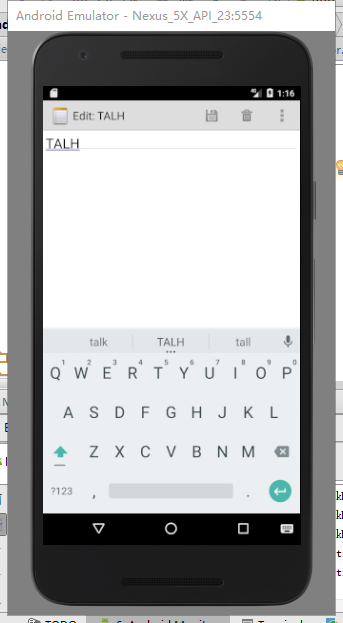 Android Emulator - Nexus_5X_API_23:5554
1:16
Edit: TALH
TALH
talk TALH tall
1 2 3 4 5 6 7 8 9 0
Q W E R T Y U I O P
A S D F G H J K L
Z X C V B N M
?123 , .